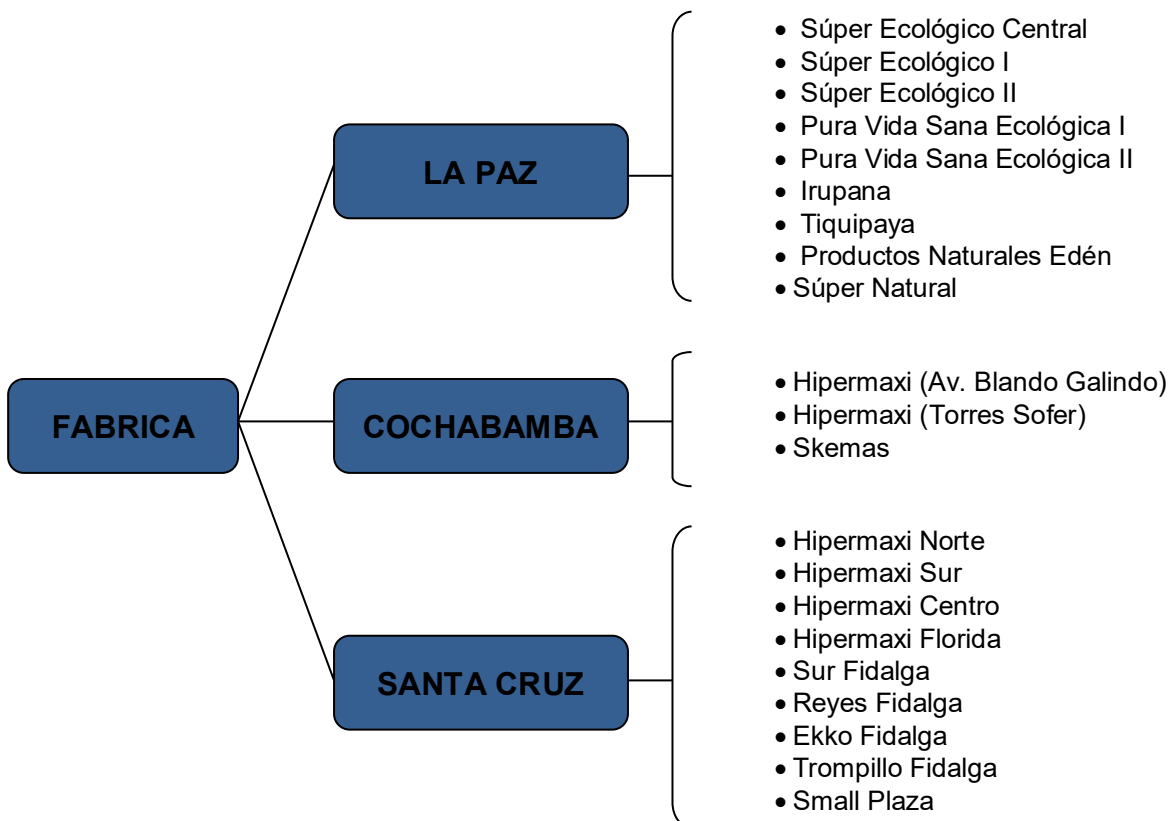 FABRICA
LA PAZ
• Súper Ecológico Central
• Súper Ecológico I
• Súper Ecológico II
• Pura Vida Sana Ecológica I
• Pura Vida Sana Ecológica II
• Irupana
• Tiquipaya
• Productos Naturales Edén
• Súper Natural
COCHABAMBA
• Hipermaxi (Av. Blando Galindo)
• Hipermaxi (Torres Sofer)
• Skemas
SANTA CRUZ
• Hipermaxi Norte
• Hipermaxi Sur
• Hipermaxi Centro
• Hipermaxi Florida
• Sur Fidalga
• Reyes Fidalga
• Ekko Fidalga
• Trompillo Fidalga
• Small Plaza